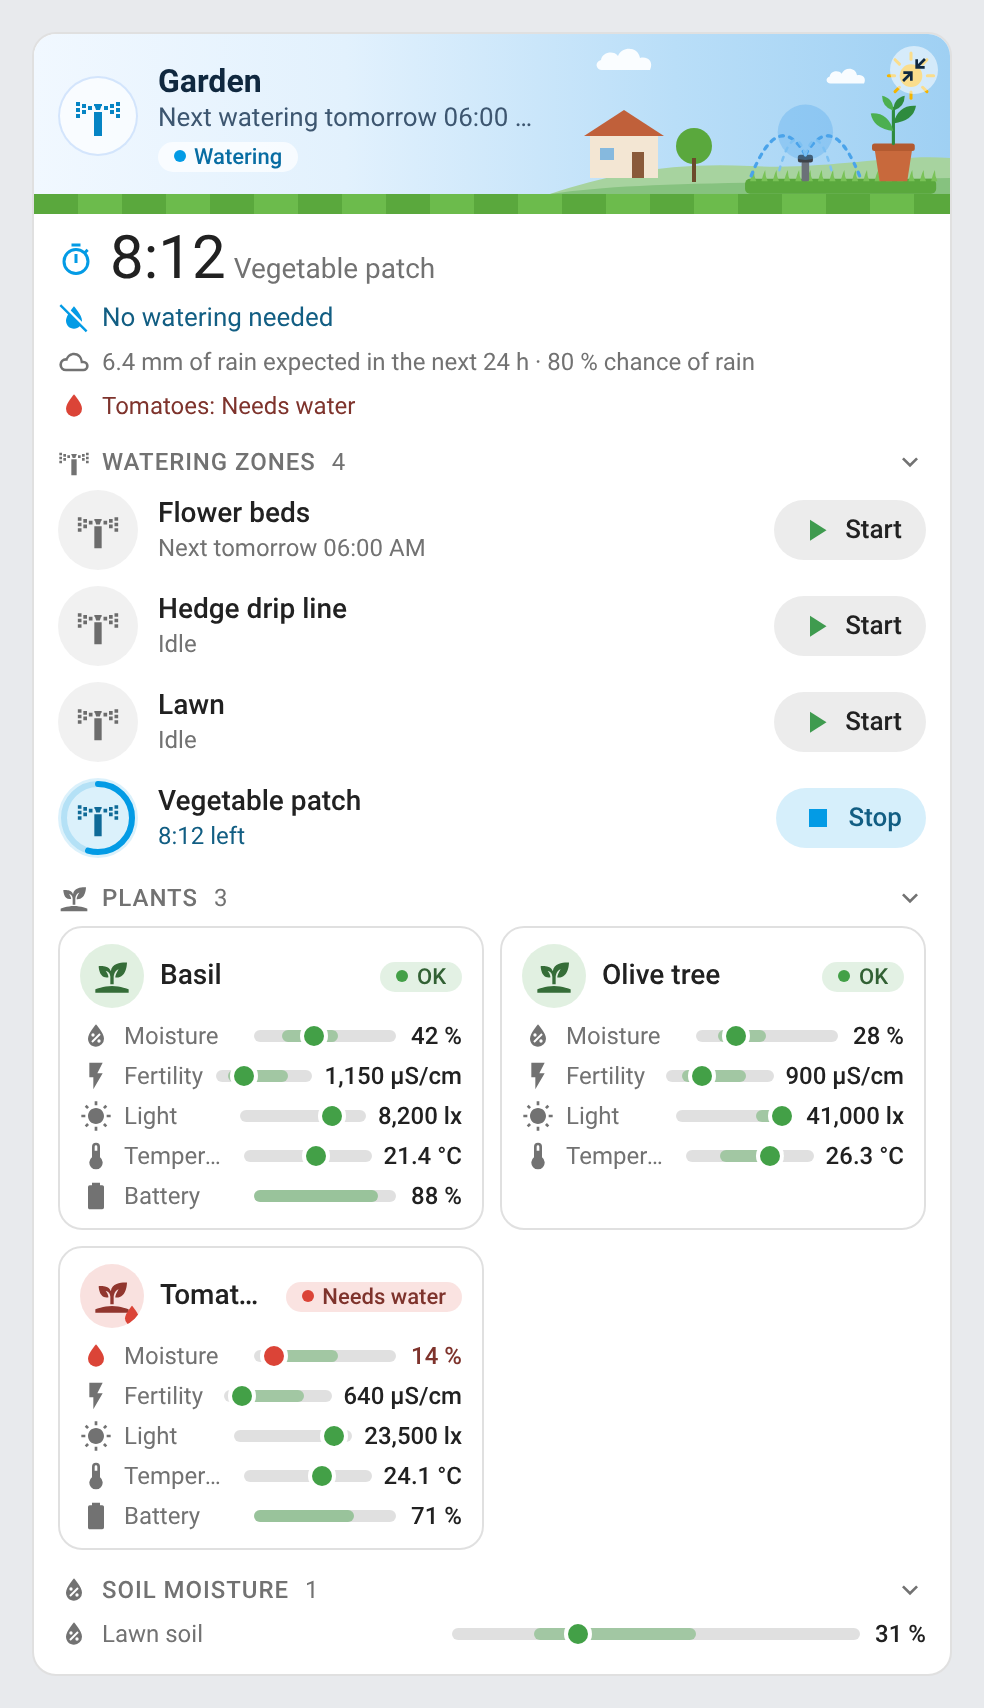 Garden
Next watering tomorrow 06:00 ...
Watering
8:12 Vegetable patch
No watering needed
6.4 mm of rain expected in the next 24 h · 80 % chance of rain
Tomatoes: Needs water
WATERING ZONES 4
Flower beds
Next tomorrow 06:00 AM
Start
Hedge drip line
Idle
Start
Lawn
Idle
Start
Vegetable patch
8:12 left
Stop
PLANTS 3
Basil
OK
Moisture 42 %
Fertility 1,150 µS/cm
Light 8,200 lx
Temper... 21.4 °C
Battery 88 %
Olive tree
OK
Moisture 28 %
Fertility 900 µS/cm
Light 41,000 lx
Temper... 26.3 °C
Tomat...
Needs water
Moisture 14 %
Fertility 640 µS/cm
Light 23,500 lx
Temper... 24.1 °C
Battery 71 %
SOIL MOISTURE 1
Lawn soil 31 %